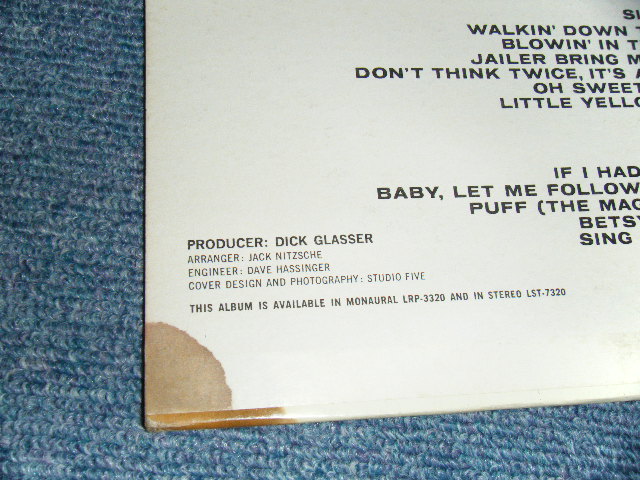 WALKIN' DOWN
BLOWIN' IN
JAILER BRING
DON'T THINK TWICE, IT'S
OH SWEET
LITTLE
IF I HAD
BABY, LET ME FOLLOW
PUFF (THE
BETSY
SING
PRODUCER: DICK GLASSER
ARRANGER: JACK NITZSCHE
ENGINEER: DAVE HASSINGER
COVER DESIGN AND PHOTOGRAPHY: STUDIO FIVE
THIS ALBUM IS AVAILABLE IN MONAURAL LRP-3320 AND IN STEREO LST-7320